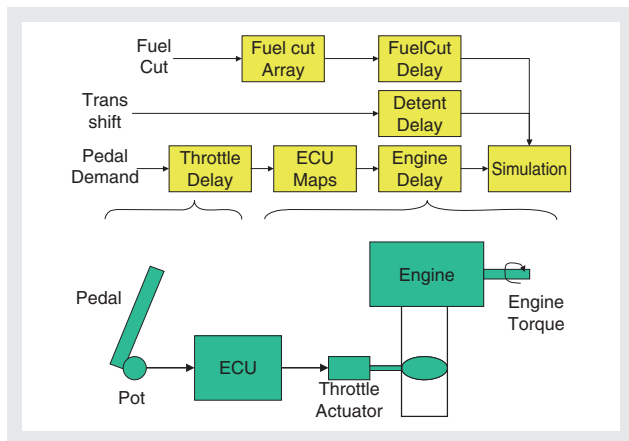 Fuel
Cut
Fuel cut
Array
FuelCut
Delay
Trans
shift
Detent
Delay
Pedal
Demand
Throttle
Delay
ECU
Maps
Engine
Delay
Simulation
Pedal
Pot
ECU
Throttle
Actuator
Engine
Engine
Torque